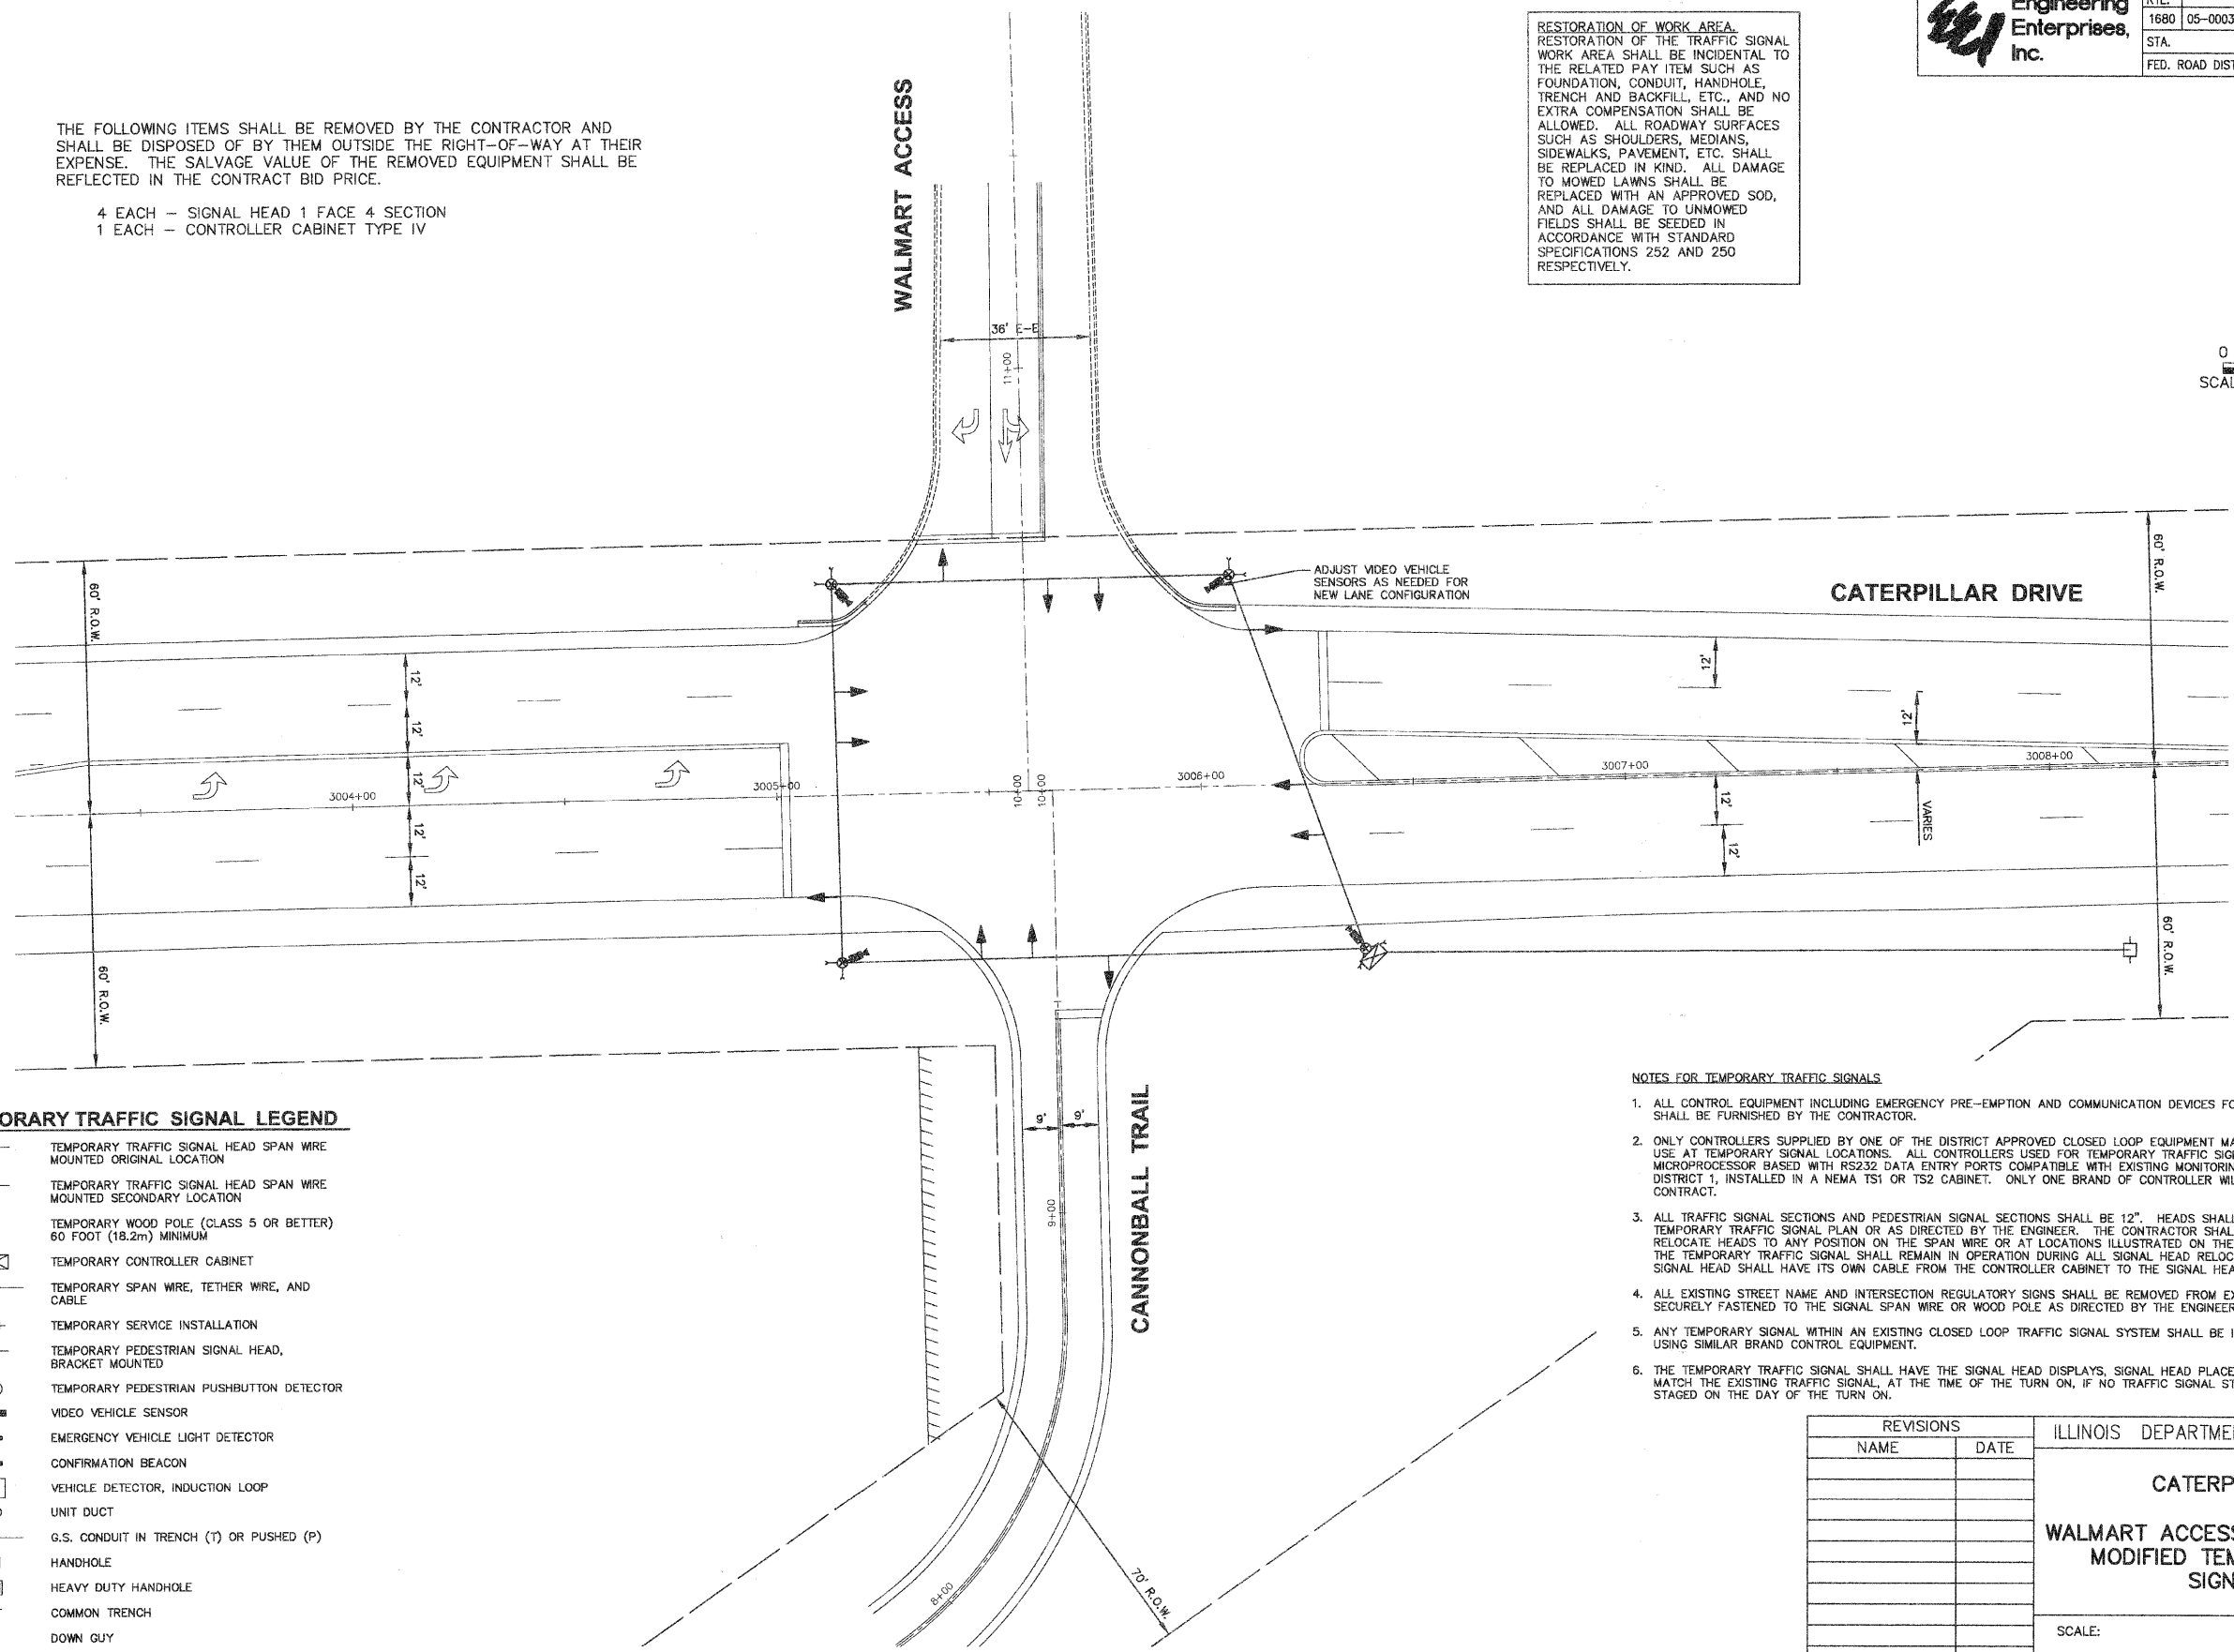 THE FOLLOWING ITEMS SHALL BE REMOVED BY THE CONTRACTOR AND
SHALL BE DISPOSED OF BY THEM OUTSIDE THE RIGHT-OF-WAY AT THEIR
EXPENSE. THE SALVAGE VALUE OF THE REMOVED EQUIPMENT SHALL BE
REFLECTED IN THE CONTRACT BID PRICE.
4 EACH - SIGNAL HEAD 1 FACE 4 SECTION
1 EACH - CONTROLLER CABINET TYPE IV
WALMART ACCESS
RESTORATION OF WORK AREA.
RESTORATION OF THE TRAFFIC SIGNAL
WORK AREA SHALL BE INCIDENTAL TO
THE RELATED PAY ITEM SUCH AS
FOUNDATION, CONDUIT, HANDHOLE,
TRENCH AND BACKFILL, ETC., AND NO
EXTRA COMPENSATION SHALL BE
ALLOWED. ALL ROADWAY SURFACES
SUCH AS SHOULDERS, MEDIANS,
SIDEWALKS, PAVEMENT, ETC. SHALL
BE REPLACED IN KIND. ALL DAMAGE
TO MOWED LAWNS SHALL BE
REPLACED WITH AN APPROVED SOD,
AND ALL DAMAGE TO UNMOWED
FIELDS SHALL BE SEEDED IN
ACCORDANCE WITH STANDARD
SPECIFICATIONS 252 AND 250
RESPECTIVELY.
Engineering
Enterprises,
Inc.
RTE.
1680 05-0003
STA.
FED. ROAD DIST
0
SCAL
36' E-E
11+00
ADJUST VIDEO VEHICLE
SENSORS AS NEEDED FOR
NEW LANE CONFIGURATION
CATERPILLAR DRIVE
60' R.O.W.
60' R.O.W.
12'
12'
12'
12'
12'
12'
12'
12'
12'
VARIES
3004+00
3005+00
10+00
10+00
3006+00
3007+00
3008+00
60' R.O.W.
60' R.O.W.
9'
9'
9+00
CANNONBALL TRAIL
8+00
70' R.O.W.
ORARY TRAFFIC SIGNAL LEGEND
TEMPORARY TRAFFIC SIGNAL HEAD SPAN WIRE
MOUNTED ORIGINAL LOCATION
TEMPORARY TRAFFIC SIGNAL HEAD SPAN WIRE
MOUNTED SECONDARY LOCATION
TEMPORARY WOOD POLE (CLASS 5 OR BETTER)
60 FOOT (18.2m) MINIMUM
TEMPORARY CONTROLLER CABINET
TEMPORARY SPAN WIRE, TETHER WIRE, AND
CABLE
TEMPORARY SERVICE INSTALLATION
TEMPORARY PEDESTRIAN SIGNAL HEAD,
BRACKET MOUNTED
TEMPORARY PEDESTRIAN PUSHBUTTON DETECTOR
VIDEO VEHICLE SENSOR
EMERGENCY VEHICLE LIGHT DETECTOR
CONFIRMATION BEACON
VEHICLE DETECTOR, INDUCTION LOOP
UNIT DUCT
G.S. CONDUIT IN TRENCH (T) OR PUSHED (P)
HANDHOLE
HEAVY DUTY HANDHOLE
COMMON TRENCH
DOWN GUY
NOTES FOR TEMPORARY TRAFFIC SIGNALS
1. ALL CONTROL EQUIPMENT INCLUDING EMERGENCY PRE-EMPTION AND COMMUNICATION DEVICES FO
SHALL BE FURNISHED BY THE CONTRACTOR.
2. ONLY CONTROLLERS SUPPLIED BY ONE OF THE DISTRICT APPROVED CLOSED LOOP EQUIPMENT MA
USE AT TEMPORARY SIGNAL LOCATIONS. ALL CONTROLLERS USED FOR TEMPORARY TRAFFIC SIG
MICROPROCESSOR BASED WITH RS232 DATA ENTRY PORTS COMPATIBLE WITH EXISTING MONITORIN
DISTRICT 1, INSTALLED IN A NEMA TS1 OR TS2 CABINET. ONLY ONE BRAND OF CONTROLLER WIL
CONTRACT.
3. ALL TRAFFIC SIGNAL SECTIONS AND PEDESTRIAN SIGNAL SECTIONS SHALL BE 12". HEADS SHALL
TEMPORARY TRAFFIC SIGNAL PLAN OR AS DIRECTED BY THE ENGINEER. THE CONTRACTOR SHAL
RELOCATE HEADS TO ANY POSITION ON THE SPAN WIRE OR AT LOCATIONS ILLUSTRATED ON THE
THE TEMPORARY TRAFFIC SIGNAL SHALL REMAIN IN OPERATION DURING ALL SIGNAL HEAD RELOC
SIGNAL HEAD SHALL HAVE ITS OWN CABLE FROM THE CONTROLLER CABINET TO THE SIGNAL HEA
4. ALL EXISTING STREET NAME AND INTERSECTION REGULATORY SIGNS SHALL BE REMOVED FROM EX
SECURELY FASTENED TO THE SIGNAL SPAN WIRE OR WOOD POLE AS DIRECTED BY THE ENGINEER
5. ANY TEMPORARY SIGNAL WITHIN AN EXISTING CLOSED LOOP TRAFFIC SIGNAL SYSTEM SHALL BE I
USING SIMILAR BRAND CONTROL EQUIPMENT.
6. THE TEMPORARY TRAFFIC SIGNAL SHALL HAVE THE SIGNAL HEAD DISPLAYS, SIGNAL HEAD PLACE
MATCH THE EXISTING TRAFFIC SIGNAL, AT THE TIME OF THE TURN ON, IF NO TRAFFIC SIGNAL ST
STAGED ON THE DAY OF THE TURN ON.
REVISIONS
NAME DATE
ILLINOIS DEPARTME
CATERP
WALMART ACCESS
MODIFIED TEM
SIGN
SCALE: